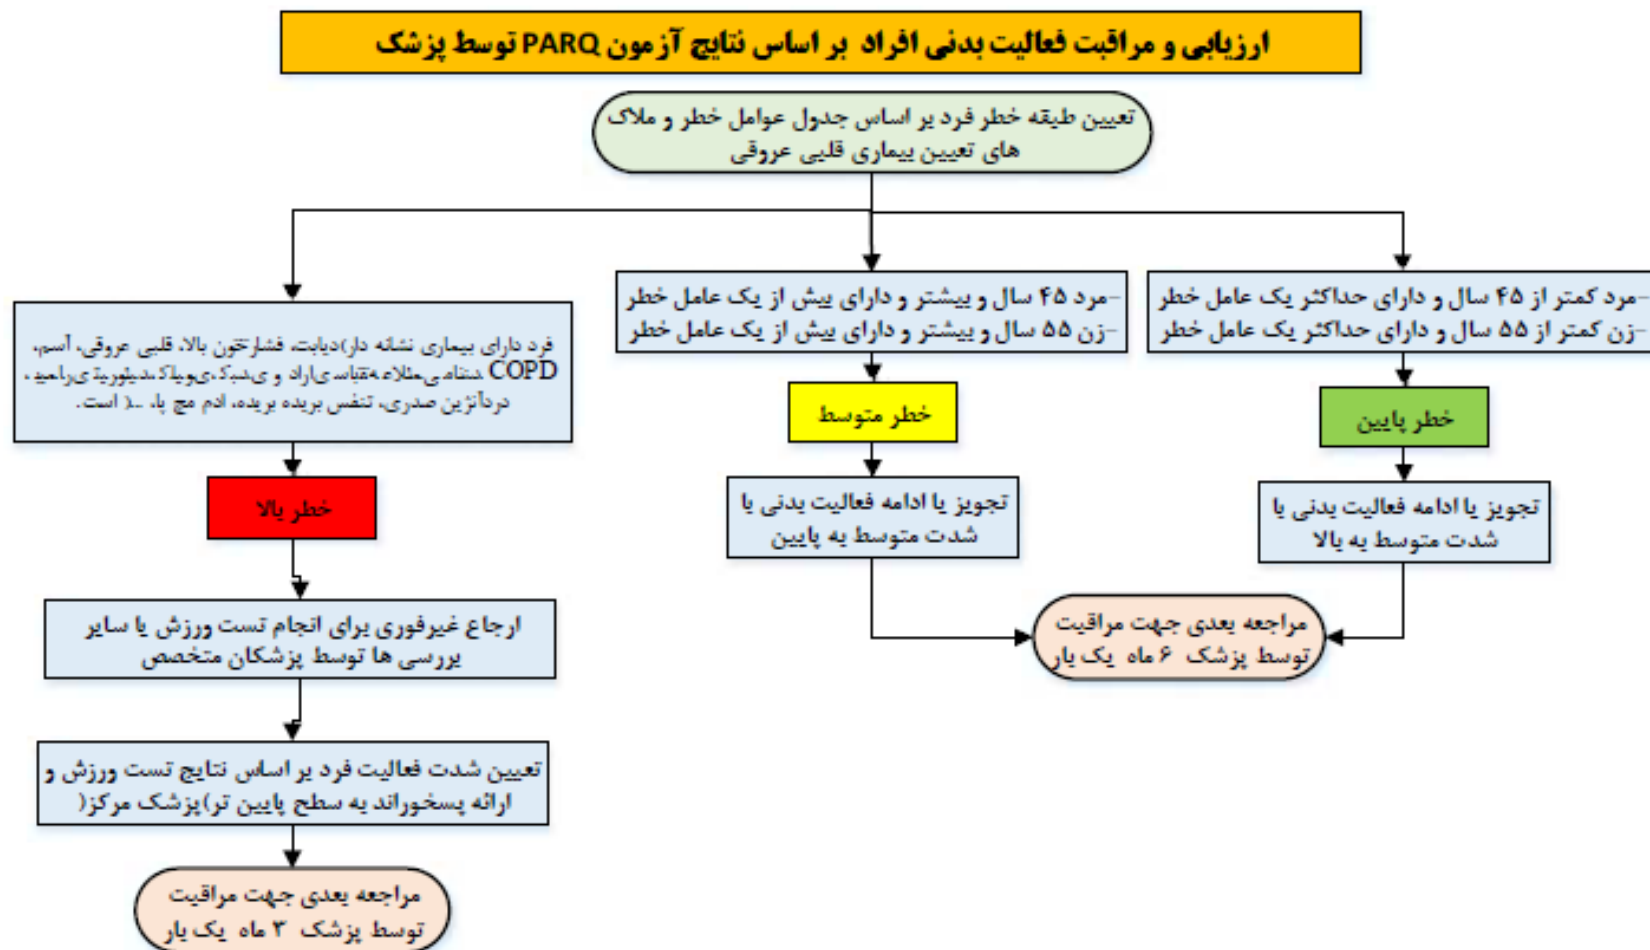 ارزیابی و مراقبت فعالیت بدنی افراد بر اساس نتایج آزمون PARQ توسط پزشک
تعیین طبقه خطر فرد بر اساس جدول عوامل خطر و ملاک
های تعیین بیماری قلبی عروقی
-مرد کمتر از ۴۵ سال و دارای حداکثر یک عامل خطر
-زن کمتر از ۵۵ سال و دارای حداکثر یک عامل خطر
خطر پایین
تجویز یا ادامه فعالیت بدنی با
شدت متوسط به بالا
-مرد ۴۵ سال و بیشتر و دارای بیش از یک عامل خطر
-زن ۵۵ سال و بیشتر و دارای بیش از یک عامل خطر
خطر متوسط
تجویز یا ادامه فعالیت بدنی با
شدت متوسط به پایین
مراجعه بعدی جهت مراقبت
توسط پزشک ۶ ماه یک بار
فرد دارای بیماری نشانه دار)دیابت، فشارخون بالا، قلبی عروقی، آسم،
COPD
دردآنژین صدری، تنفس بریده بریده، ادم مچ پا، ...( است.
خطر بالا
ارجاع غیرفوری برای انجام تست ورزش یا سایر
بررسی ها توسط پزشکان متخصص
تعیین شدت فعالیت فرد بر اساس نتایج تست ورزش و
ارائه پسخوراند به سطح پایین تر)پزشک مرکز(
مراجعه بعدی جهت مراقبت
توسط پزشک ۳ ماه یک بار